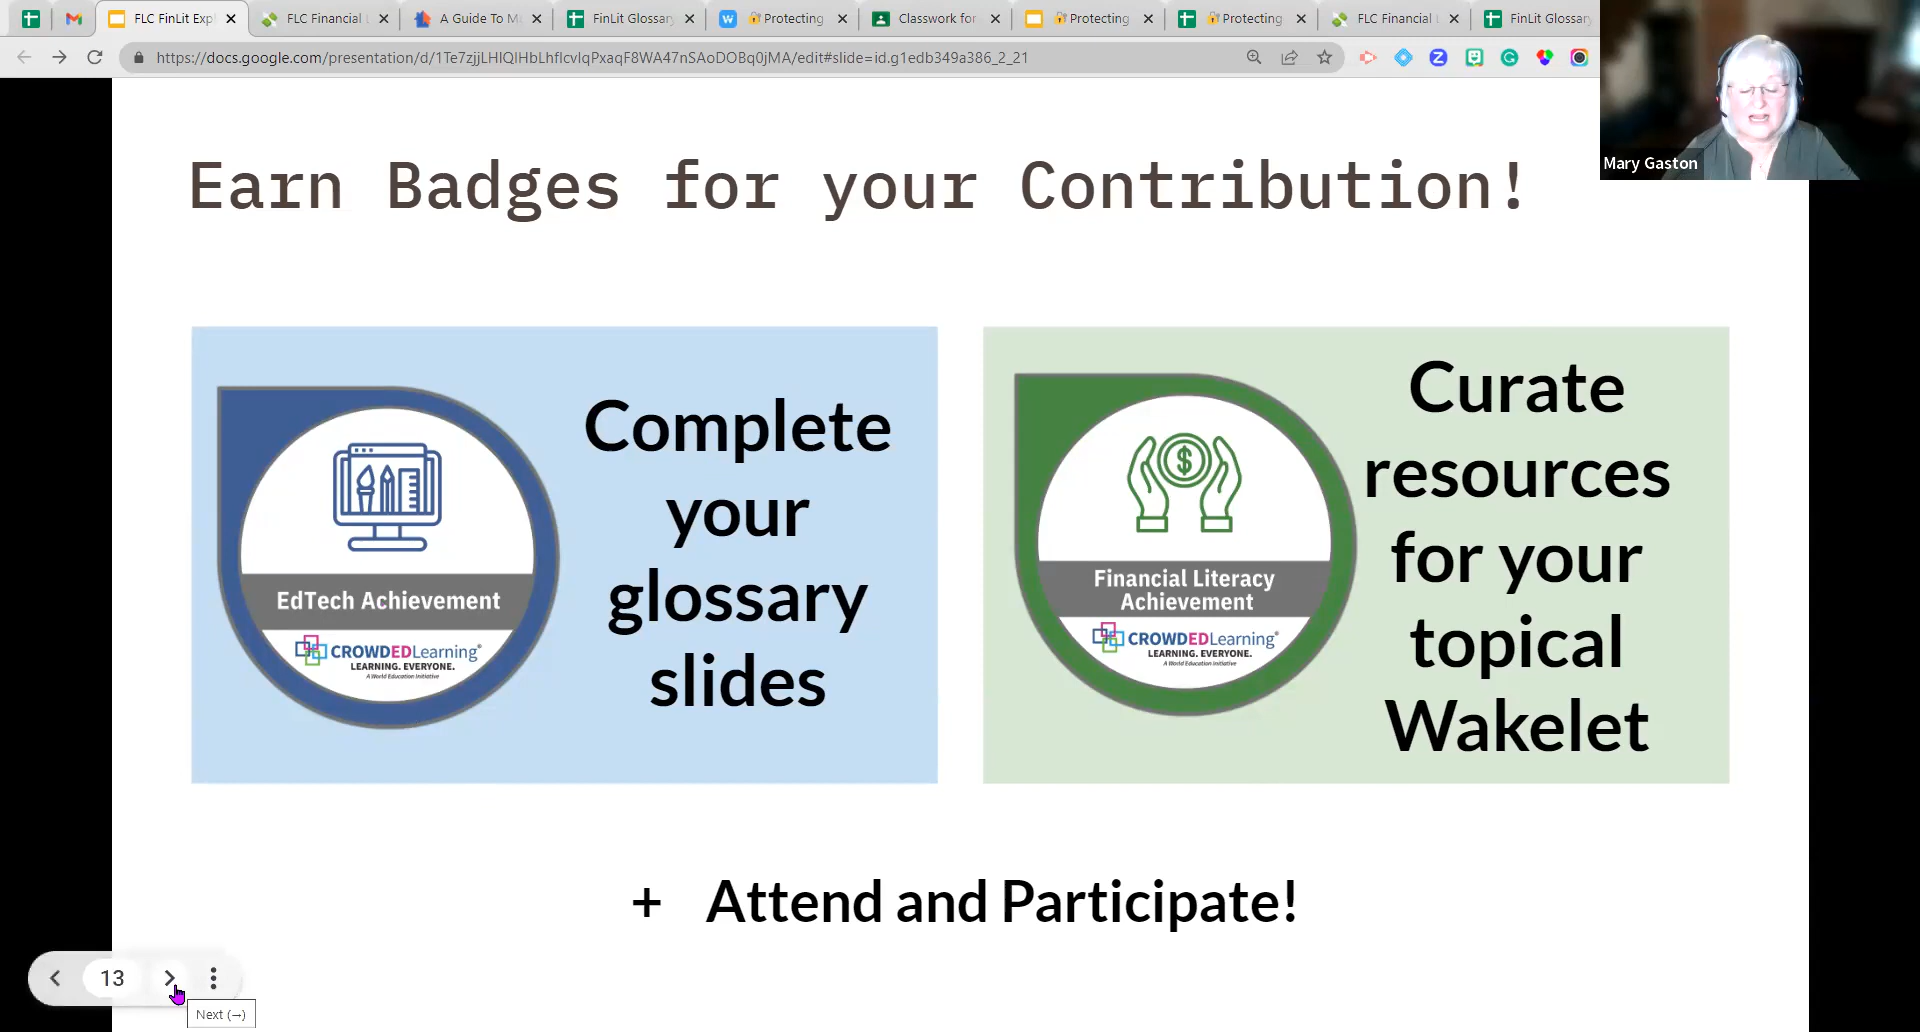 FLC FinLit Exp
FLC Financial
A Guide To M
FinLit Glossary
Protecting
Classwork for
Protecting
Protecting
FLC Financial
FinLit Glossary
https://docs.google.com/presentation/d/1Te7zjjLHlQIHbLhflcvlqPxaqF8WA47nSAoDOBq0jMA/edit#slide=id.g1edb349a386_2_21
Mary Gaston
Earn Badges for your Contribution!
EdTech Achievement
CROWDEDLearning®
LEARNING. EVERYONE.
A World Education Initiative
Complete
your
glossary
slides
$
Financial Literacy
Achievement
CROWDEDLearning®
LEARNING. EVERYONE.
A World Education Initiative
Curate
resources
for your
topical
Wakelet
+ Attend and Participate!
13
Next (→)